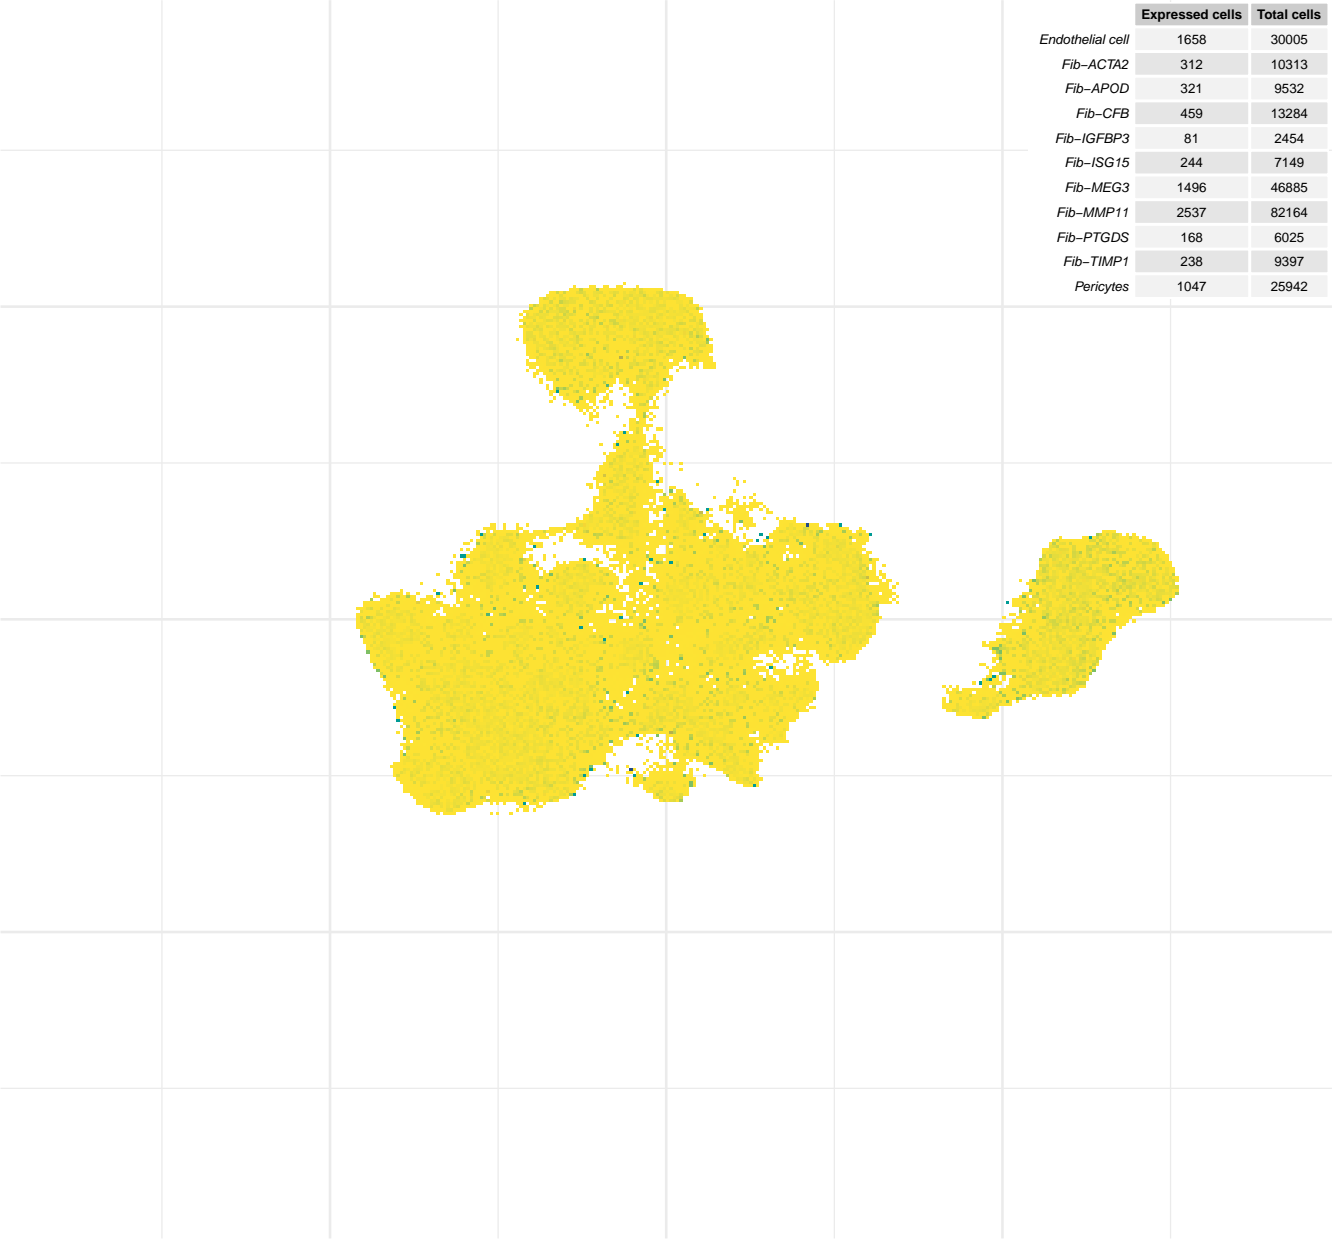 Expressed cells Total cells
Endothelial cell 1658 30005
Fib−ACTA2 312 10313
Fib−APOD 321 9532
Fib−CFB 459 13284
Fib−IGFBP3 81 2454
Fib−ISG15 244 7149
Fib−MEG3 1496 46885
Fib−MMP11 2537 82164
Fib−PTGDS 168 6025
Fib−TIMP1 238 9397
Pericytes 1047 25942